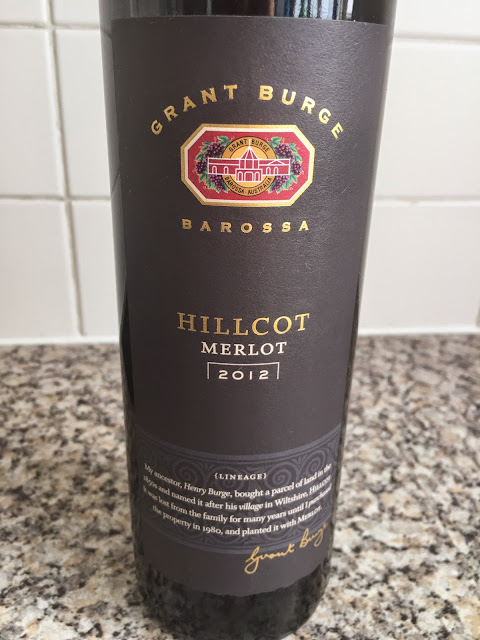 GRANT BURGE
GRANT BURGE
BAROSSA · AUSTRALIA
BAROSSA
HILLCOT
MERLOT
2012
{LINEAGE}
My ancestor, Henry Burge, bought a parcel of land in the
and named it after his village in Wiltshire, HILLCOT
it was lost from the family for many years until I purchased
the property in 1980, and planted it with MERLOT.
Grant Burge